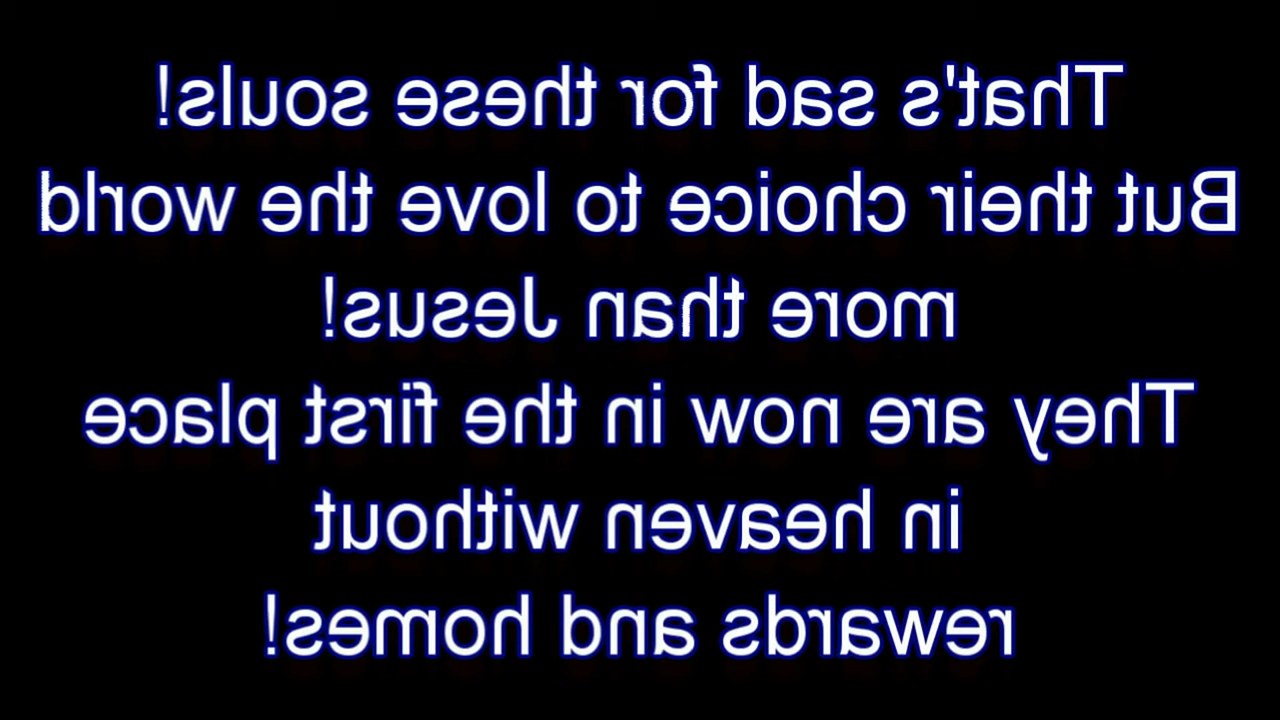 That's sad for these souls!
But their choice to love the world
more than Jesus!
They are now in the first place
in heaven without
rewards and homes!